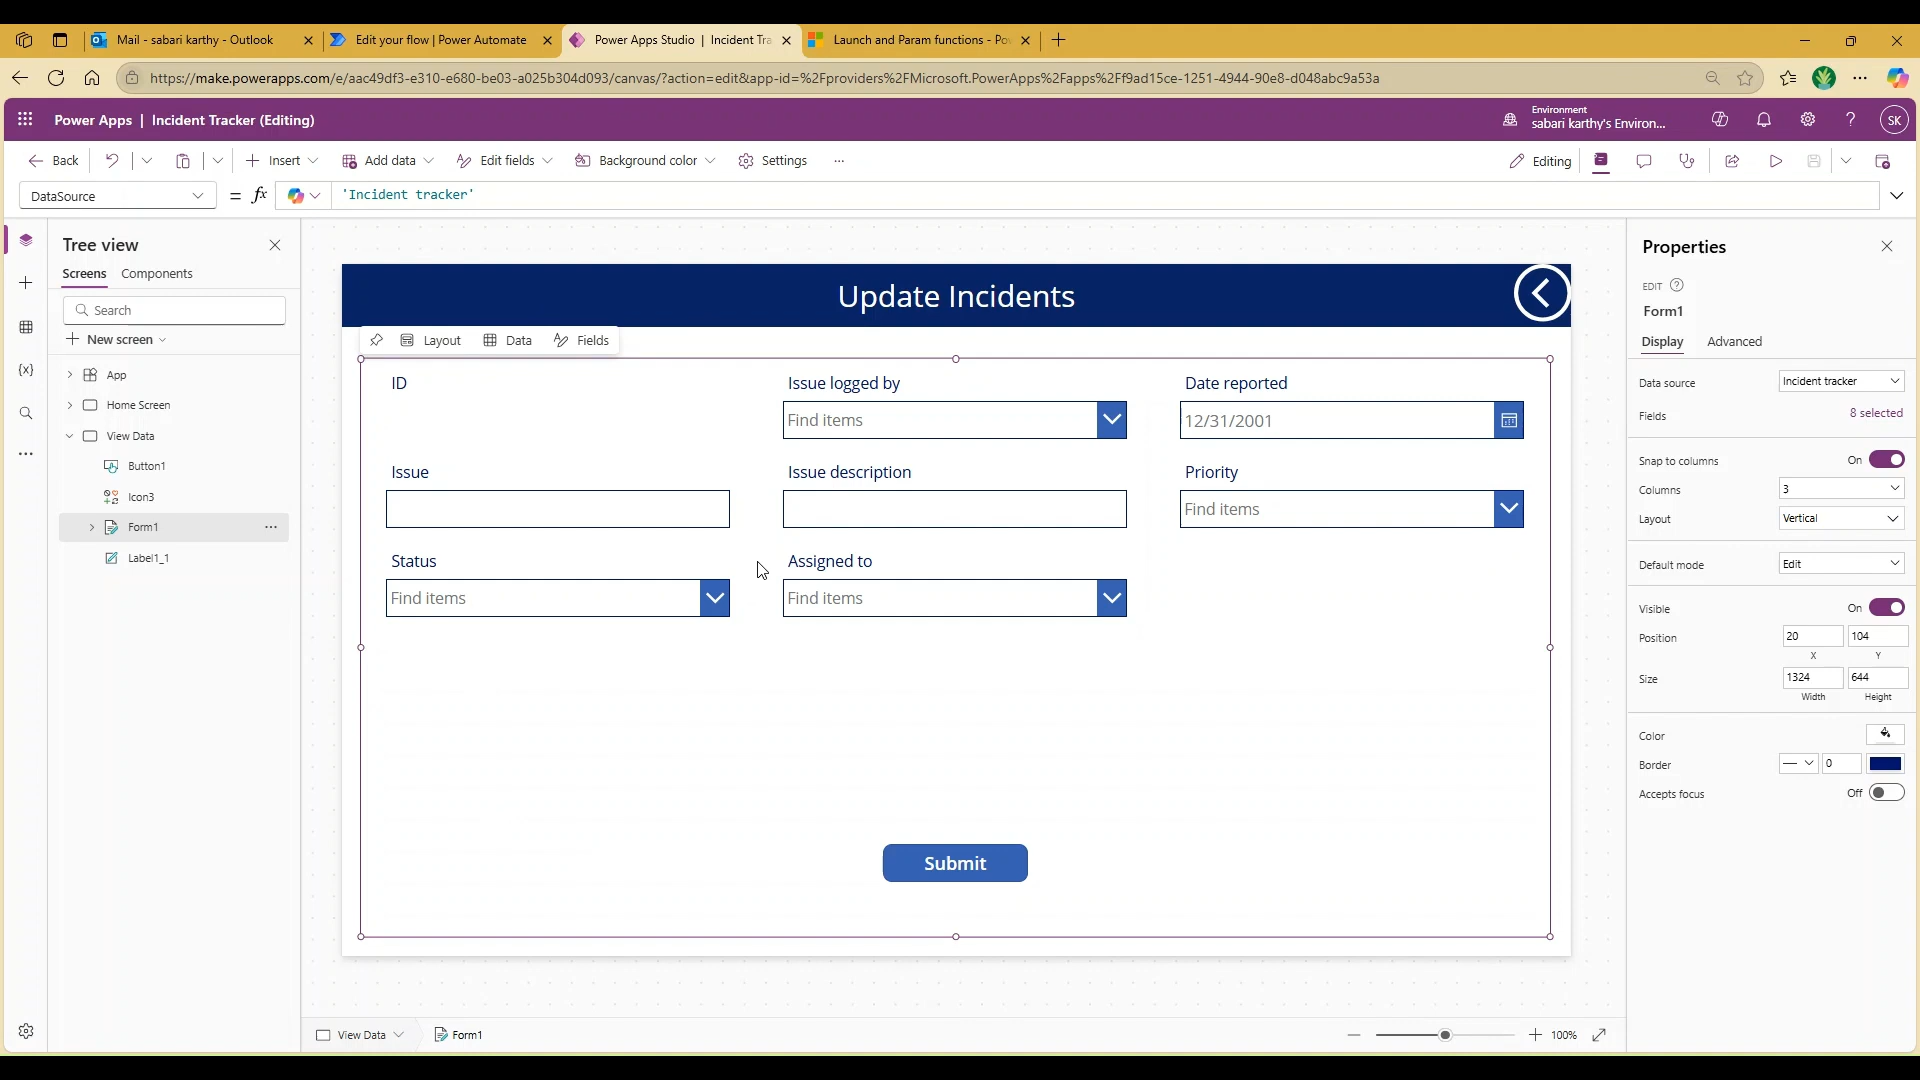 Mail - sabari karthy - Outlook
Edit your flow | Power Automate
Power Apps Studio | Incident Tra
Launch and Param functions - Po
https://make.powerapps.com/e/aac49df3-e310-e680-be03-a025b304d093/canvas/?action=edit&app-id=%2Fproviders%2FMicrosoft.PowerApps%2Fapps%2Ff9ad15ce-1251-4944-90e8-d048abc9a53a
Power Apps | Incident Tracker (Editing)
Environment
sabari karthy's Environ...
SK
Back
Insert
Add data
Edit fields
Background color
Settings
...
Editing
DataSource
= fx
'Incident tracker'
Tree view
Screens
Components
Search
New screen
App
Home Screen
View Data
Button1
Icon3
Form1
...
Label1_1
Update Incidents
Layout
Data
Fields
ID
Issue logged by
Date reported
Find items
12/31/2001
Issue
Issue description
Priority
Find items
Status
Assigned to
Find items
Find items
Submit
View Data
Form1
100%
Properties
EDIT ?
Form1
Display
Advanced
Data source
Incident tracker
Fields
8 selected
Snap to columns
On
Columns
3
Layout
Vertical
Default mode
Edit
Visible
On
Position
20
104
X
Y
Size
1324
644
Width
Height
Color
Border
0
Accepts focus
Off